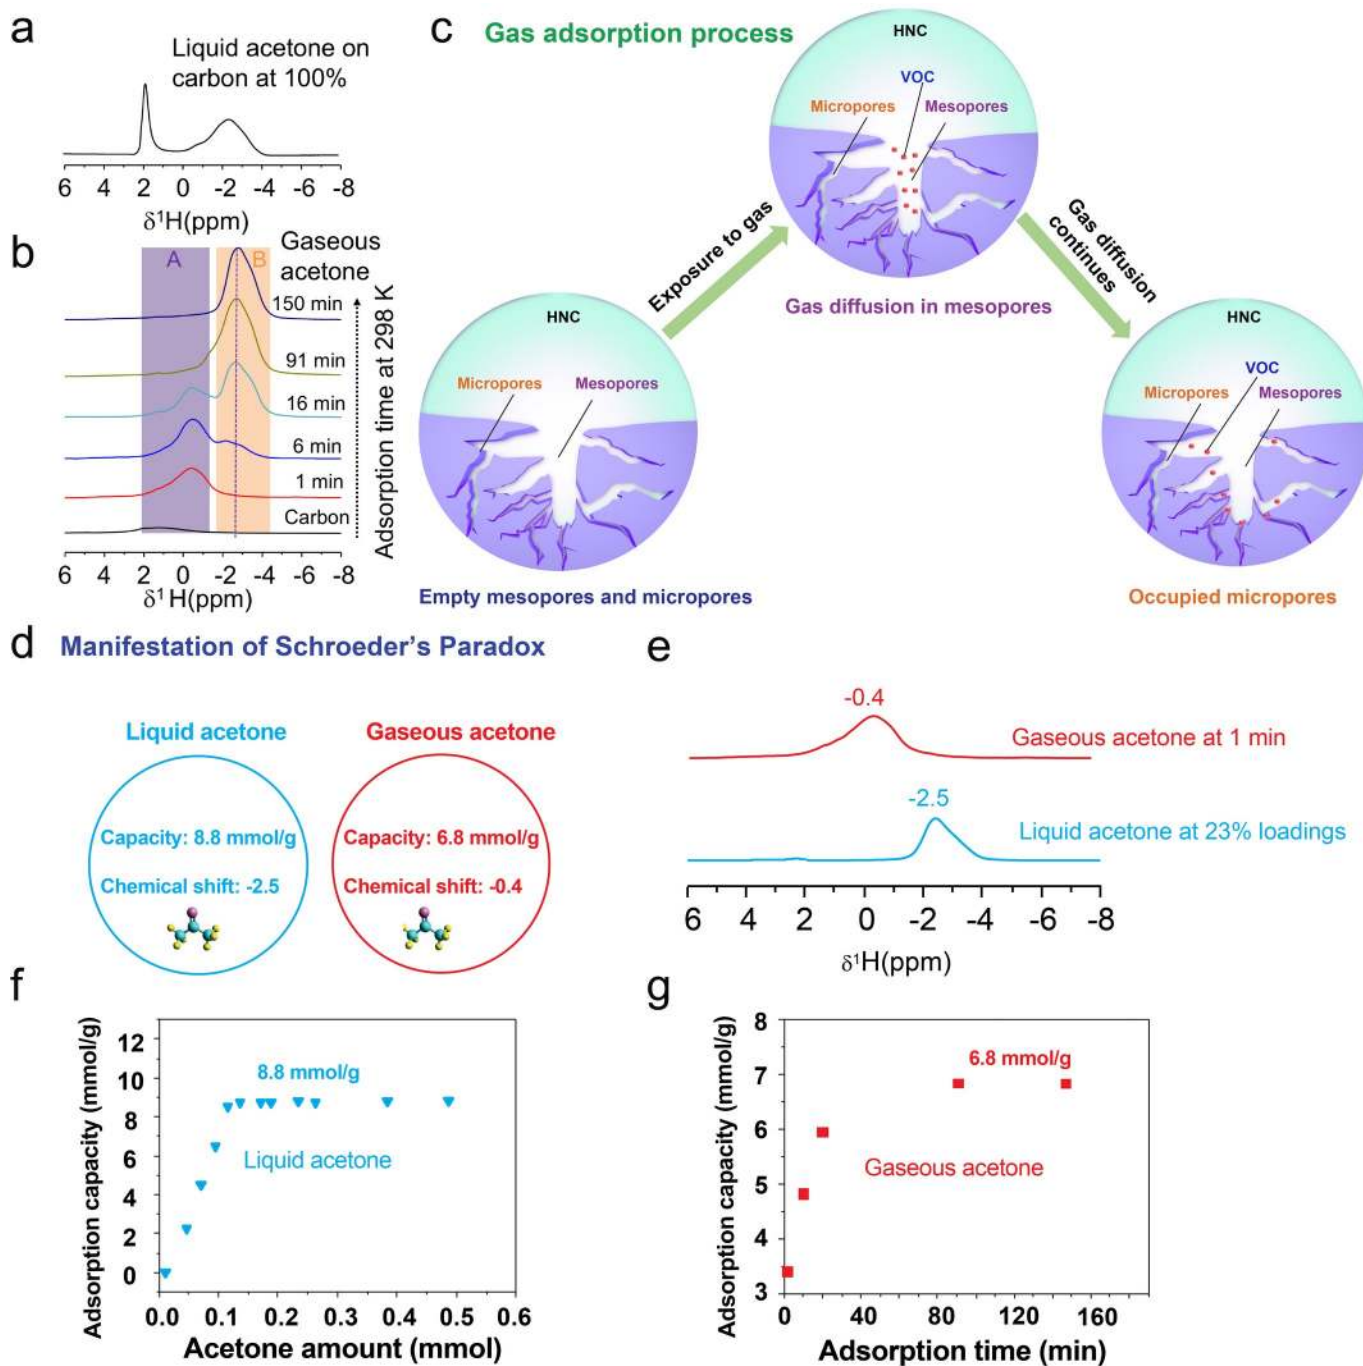 a
Liquid acetone on
carbon at 100%
6 4 2 0 -2 -4 -6 -8
δ¹H(ppm)
b
A
B
Gaseous
acetone
150 min
91 min
16 min
6 min
1 min
Carbon
Adsorption time at 298 K
6 4 2 0 -2 -4 -6 -8
δ¹H(ppm)
c
Gas adsorption process
HNC
VOC
Micropores
Mesopores
Exposure to gas
Gas diffusion
continues
Gas diffusion in mesopores
HNC
Micropores
Mesopores
Empty mesopores and micropores
HNC
VOC
Micropores
Mesopores
Occupied micropores
d
Manifestation of Schroeder's Paradox
Liquid acetone
Capacity: 8.8 mmol/g
Chemical shift: -2.5
Gaseous acetone
Capacity: 6.8 mmol/g
Chemical shift: -0.4
e
-0.4
Gaseous acetone at 1 min
-2.5
Liquid acetone at 23% loadings
6 4 2 0 -2 -4 -6 -8
δ¹H(ppm)
f
Adsorption capacity (mmol/g)
12
10
8
6
4
2
0
8.8 mmol/g
Liquid acetone
0.0 0.1 0.2 0.3 0.4 0.5 0.6
Acetone amount (mmol)
g
Adsorption capacity (mmol/g)
8
7
6
5
4
3
6.8 mmol/g
Gaseous acetone
0 40 80 120 160
Adsorption time (min)